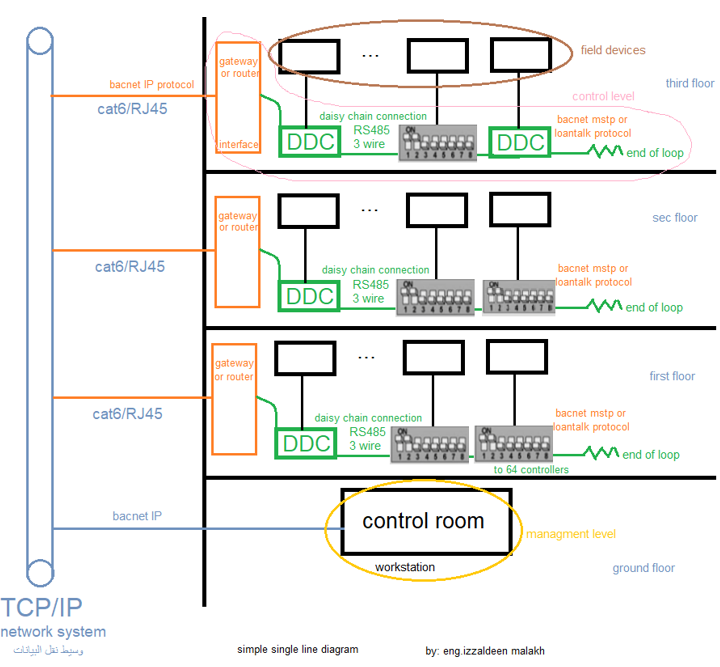 gateway
or router
interface
bacnet IP protocol
cat6/RJ45
...
field devices
third floor
control level
daisy chain connection
RS485
3 wire
DDC
ON
1 2 3 4 5 6 7 8
DDC
bacnet mstp or
loantalk protocol
end of loop
sec floor
gateway
or router
cat6/RJ45
...
daisy chain connection
RS485
3 wire
DDC
ON
1 2 3 4 5 6 7 8
ON
1 2 3 4 5 6 7 8
bacnet mstp or
loantalk protocol
end of loop
first floor
gateway
or router
cat6/RJ45
...
daisy chain connection
RS485
3 wire
DDC
ON
1 2 3 4 5 6 7 8
ON
1 2 3 4 5 6 7 8
bacnet mstp or
loantalk protocol
end of loop
to 64 controllers
bacnet IP
control room
managment level
workstation
ground floor
TCP/IP
network system
وسيط نقل البيانات
simple single line diagram
by: eng.izzaldeen malakh